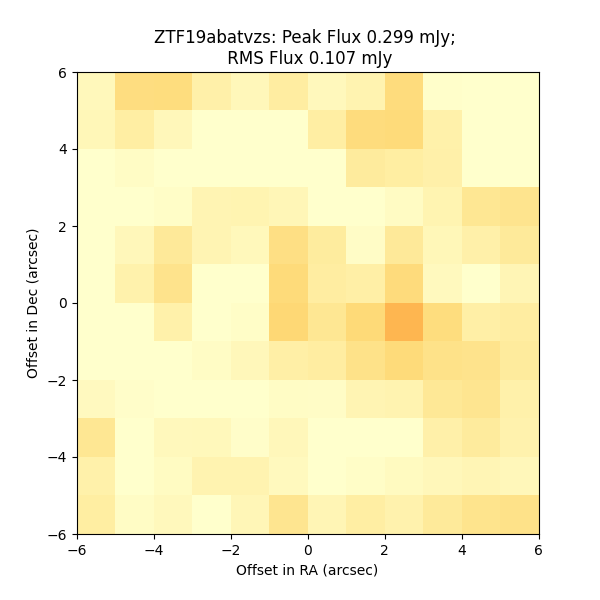 ZTF19abatvzs: Peak Flux 0.299 mJy;
RMS Flux 0.107 mJy
6
4
2
0
−2
−4
−6
Offset in Dec (arcsec)
−6 −4 −2 0 2 4 6
Offset in RA (arcsec)